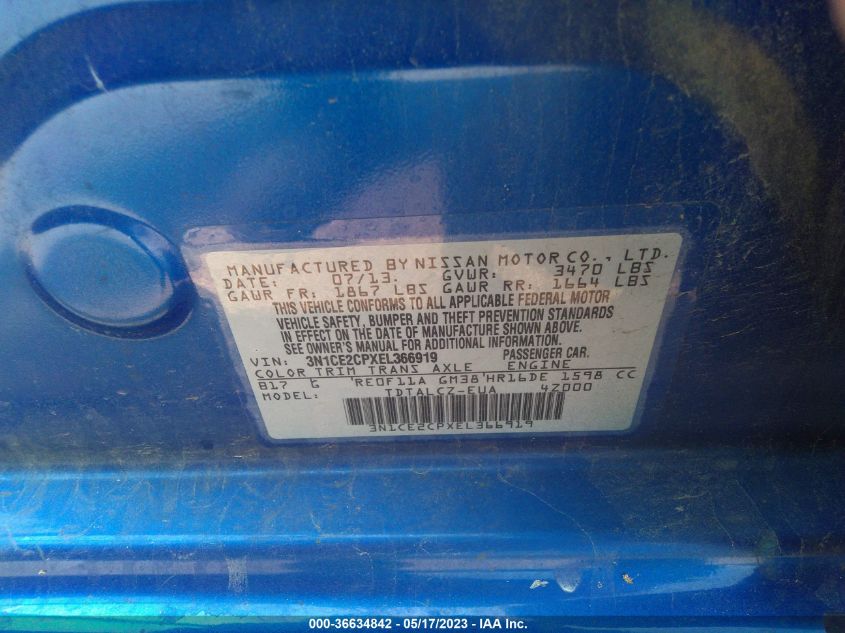 MANUFACTURED BY NISSAN MOTOR CO., LTD.
DATE: 07/13. GVWR: 3470 LBS
GAWR FR: 1867 LBS GAWR RR: 1664 LBS
THIS VEHICLE CONFORMS TO ALL APPLICABLE FEDERAL MOTOR
VEHICLE SAFETY, BUMPER AND THEFT PREVENTION STANDARDS
IN EFFECT ON THE DATE OF MANUFACTURE SHOWN ABOVE.
SEE OWNER'S MANUAL FOR ADDITIONAL INFORMATION
VIN: 3N1CE2CPXEL366919 PASSENGER CAR.
COLOR TRIM TRANS AXLE ENGINE
B17 G RE0F11A GM38 HR16DE 1598 CC
MODEL: TDTALCZ-EUA 4Z000
3N1CE2CPXEL366919
000-36634842 - 05/17/2023 - IAA Inc.